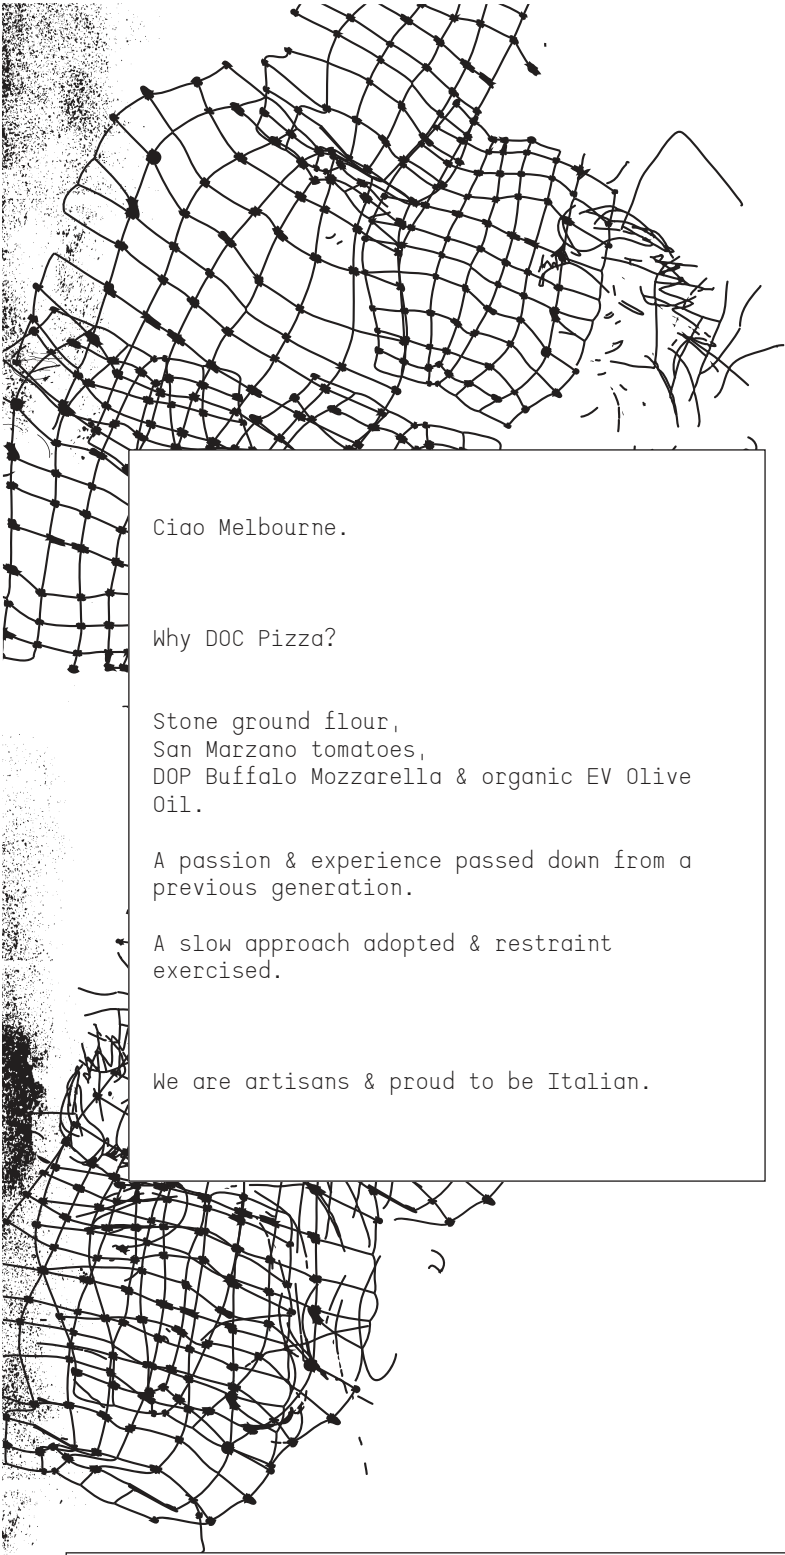 Ciao Melbourne.
Why DOC Pizza?
Stone ground flour,
San Marzano tomatoes,
DOP Buffalo Mozzarella & organic EV Olive
Oil.
A passion & experience passed down from a
previous generation.
A slow approach adopted & restraint
exercised.
We are artisans & proud to be Italian.